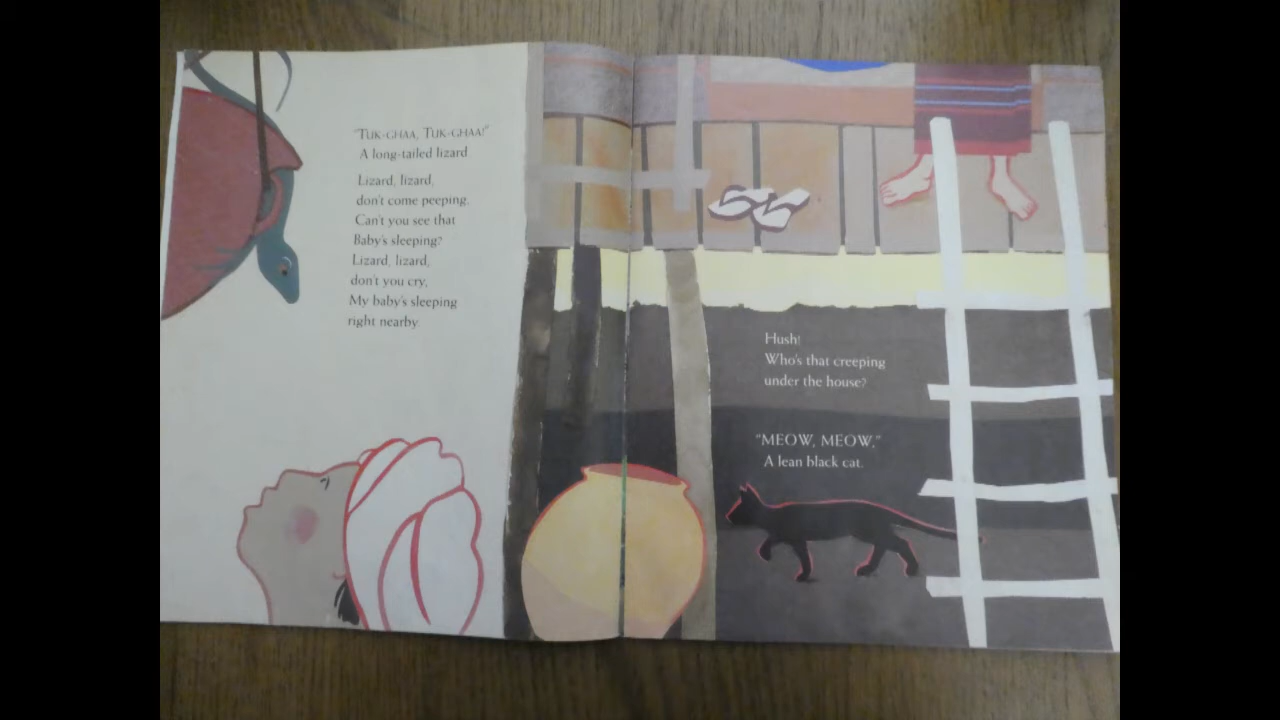 "TUK-GHAA, TUK-GHAA!"
A long-tailed lizard
Lizard, lizard,
don't come peeping.
Can't you see that
Baby's sleeping?
Lizard, lizard,
don't you cry,
My baby's sleeping
right nearby.
Hush!
Who's that creeping
under the house?
"MEOW, MEOW,"
A lean black cat.